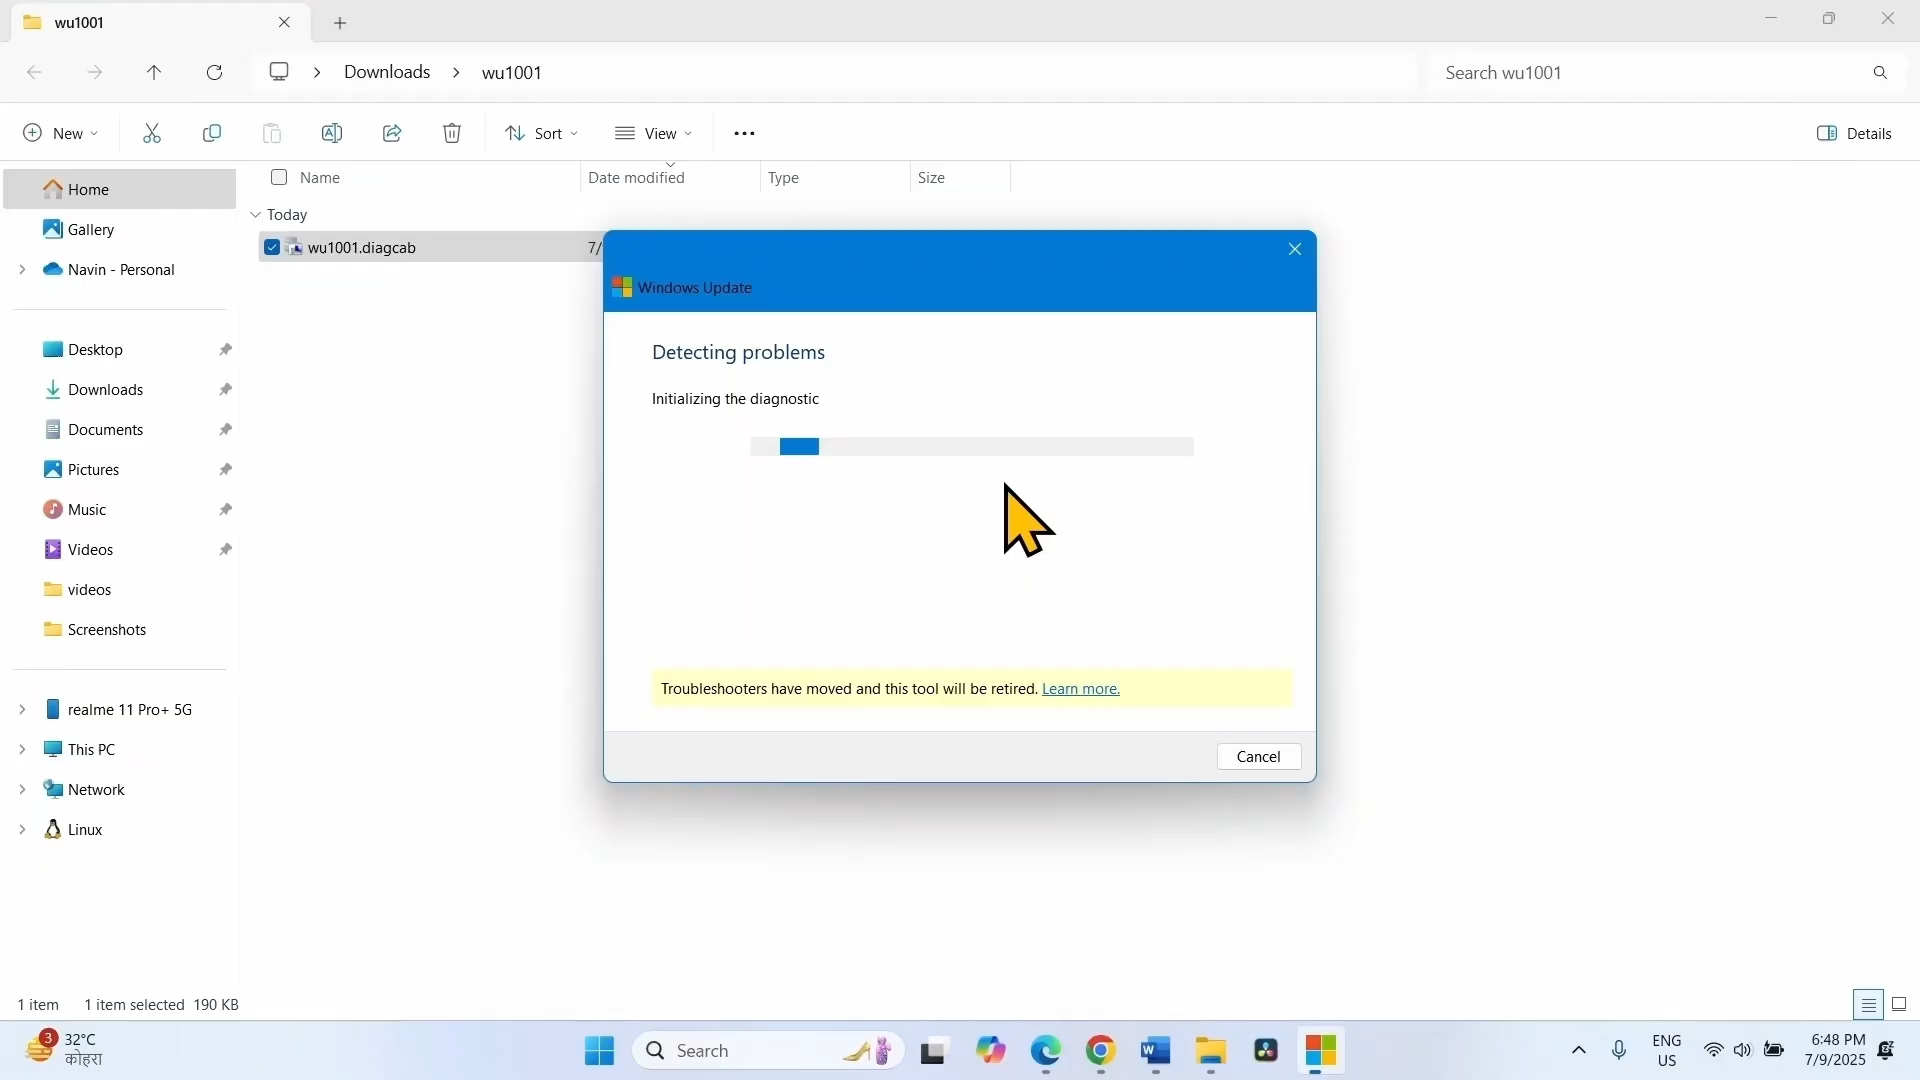 wu1001
Downloads
wu1001
Search wu1001
New
Sort
View
Details
Name
Date modified
Type
Size
Home
Gallery
Navin - Personal
Desktop
Downloads
Documents
Pictures
Music
Videos
videos
Screenshots
realme 11 Pro+ 5G
This PC
Network
Linux
Today
wu1001.diagcab
7/
Windows Update
Detecting problems
Initializing the diagnostic
Troubleshooters have moved and this tool will be retired. Learn more.
Cancel
1 item 1 item selected 190 KB
3
32°C
कोहरा
Search
ENG
US
6:48 PM
7/9/2025